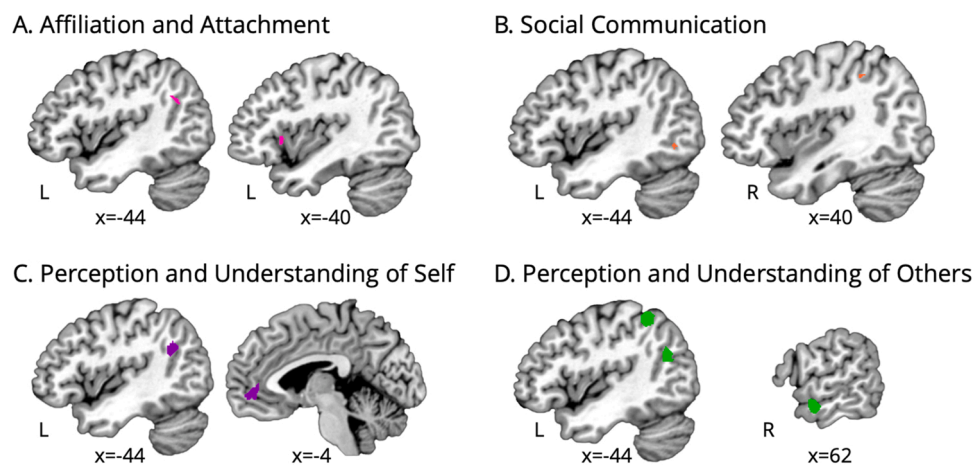 A. Affiliation and Attachment
L
x=-44
L
x=-40
B. Social Communication
L
x=-44
R
x=40
C. Perception and Understanding of Self
L
x=-44
x=-4
D. Perception and Understanding of Others
L
x=-44
R
x=62